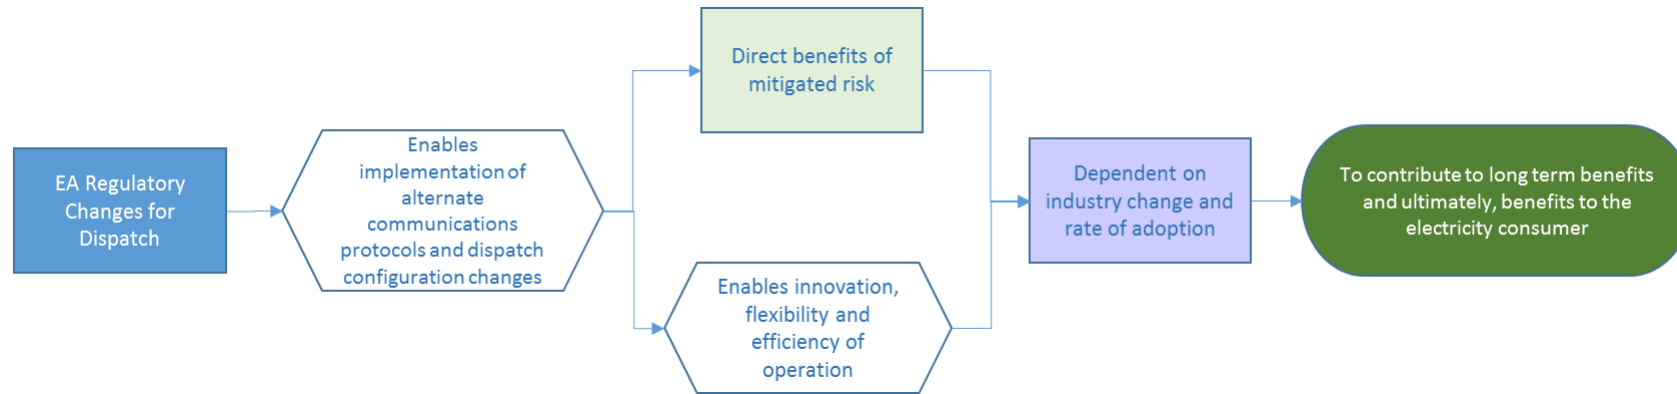 EA Regulatory
Changes for
Dispatch
Enables
implementation of
alternate
communications
protocols and dispatch
configuration changes
Direct benefits of
mitigated risk
Enables innovation,
flexibility and
efficiency of
operation
Dependent on
industry change and
rate of adoption
To contribute to long term benefits
and ultimately, benefits to the
electricity consumer